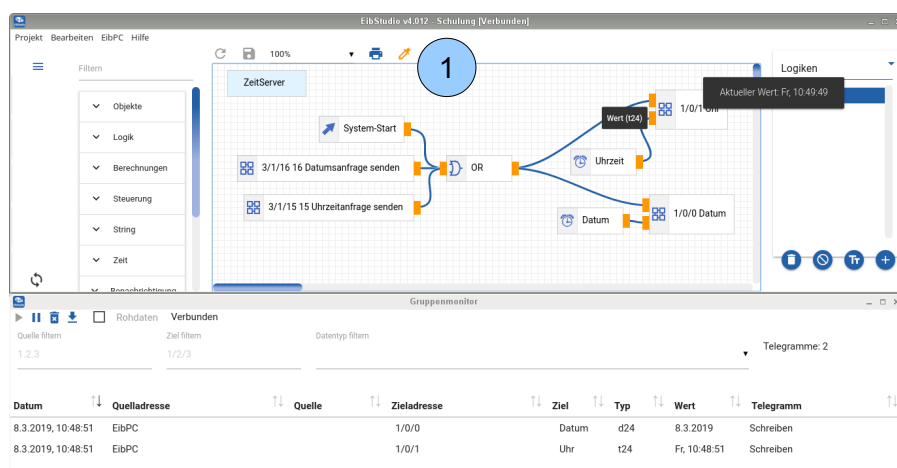 EibStudio v4.012 - Schulung [Verbunden]
Projekt Bearbeiten EibPC Hilfe
100%
1
Filtern
Objekte
Logik
Berechnungen
Steuerung
String
Zeit
Benachrichtigung
ZeitServer
System-Start
3/1/16 16 Datumsanfrage senden
3/1/15 15 Uhrzeitanfrage senden
OR
Wert (t24)
1/0/1 Uhr
Uhrzeit
Datum
1/0/0 Datum
Logiken
Aktueller Wert: Fr, 10:49:49
Gruppenmonitor
Rohdaten Verbunden
Quelle filtern Ziel filtern Datentyp filtern
1.2.3 1/2/3
Telegramme: 2
Datum Quelladresse Quelle Zieladresse Ziel Typ Wert Telegramm
8.3.2019, 10:48:51 EibPC 1/0/0 Datum d24 8.3.2019 Schreiben
8.3.2019, 10:48:51 EibPC 1/0/1 Uhr t24 Fr, 10:48:51 Schreiben